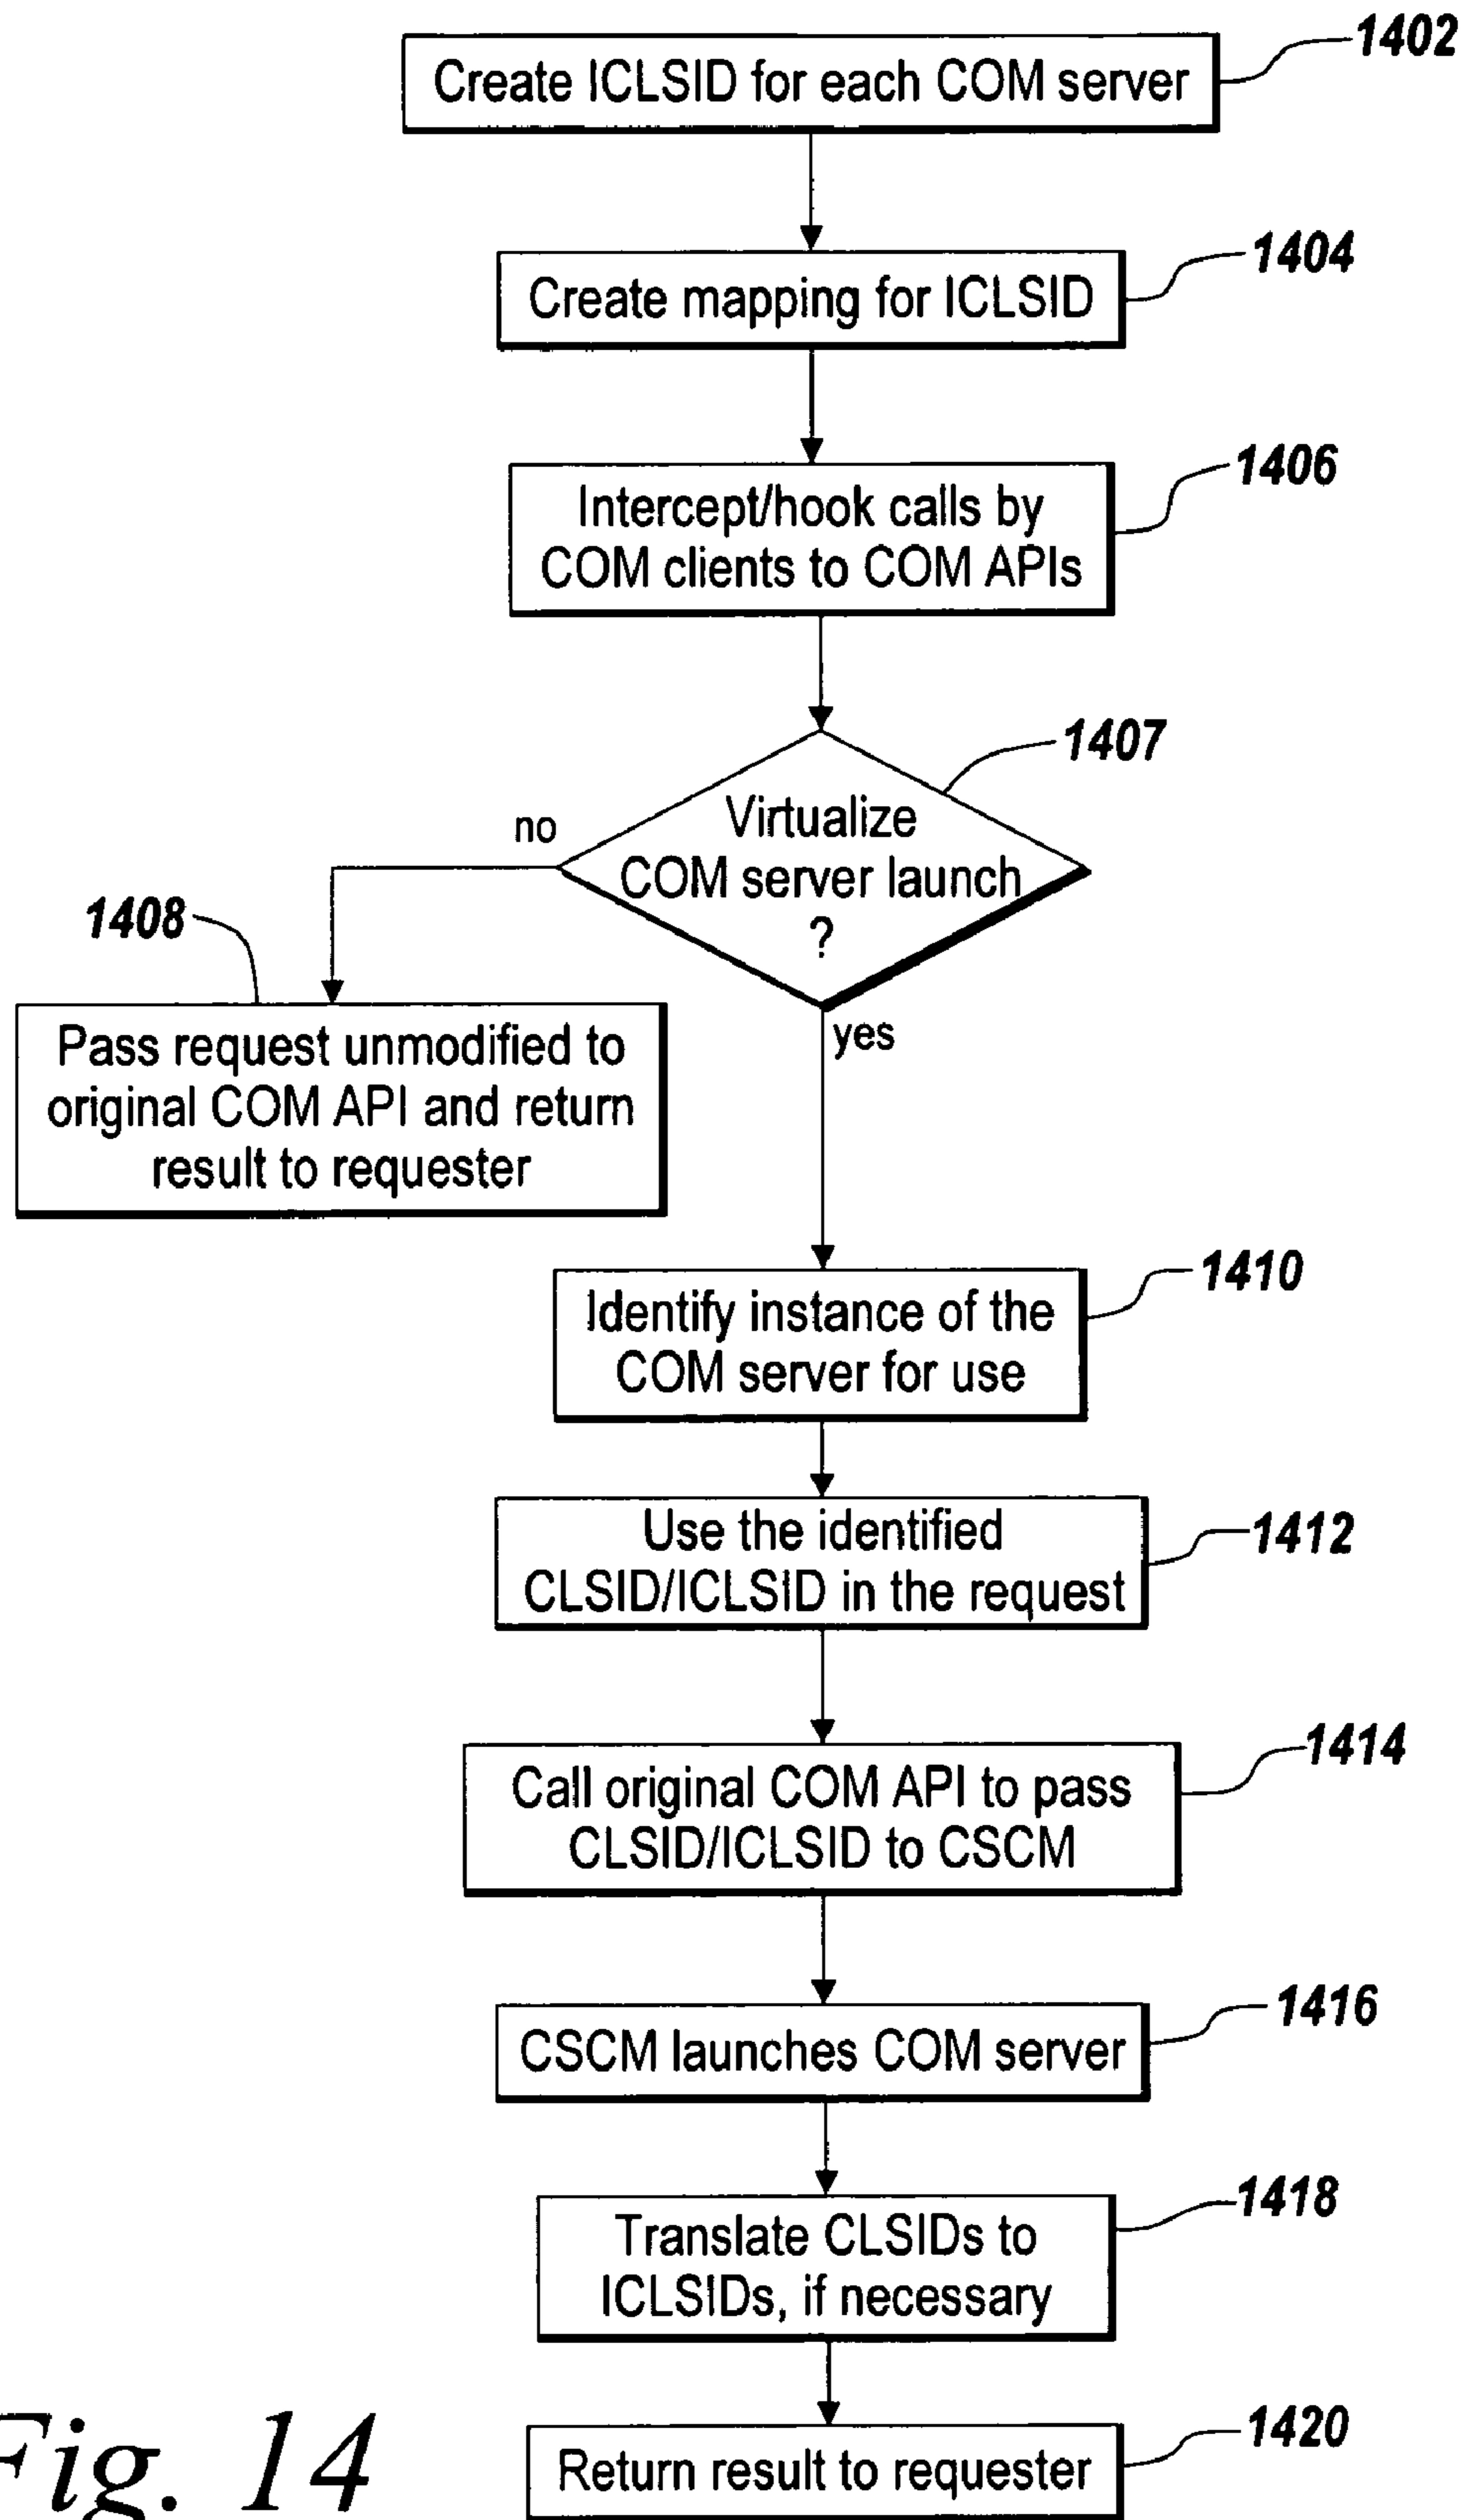 1402
Create ICLSID for each COM server
1404
Create mapping for ICLSID
1406
Intercept/hook calls by
COM clients to COM APIs
1407
Virtualize
COM server launch
?
no
yes
1408
Pass request unmodified to
original COM API and return
result to requester
1410
Identify instance of the
COM server for use
1412
Use the identified
CLSID/ICLSID in the request
1414
Call original COM API to pass
CLSID/ICLSID to CSCM
1416
CSCM launches COM server
1418
Translate CLSIDs to
ICLSIDs, if necessary
1420
Return result to requester
Fig. 14